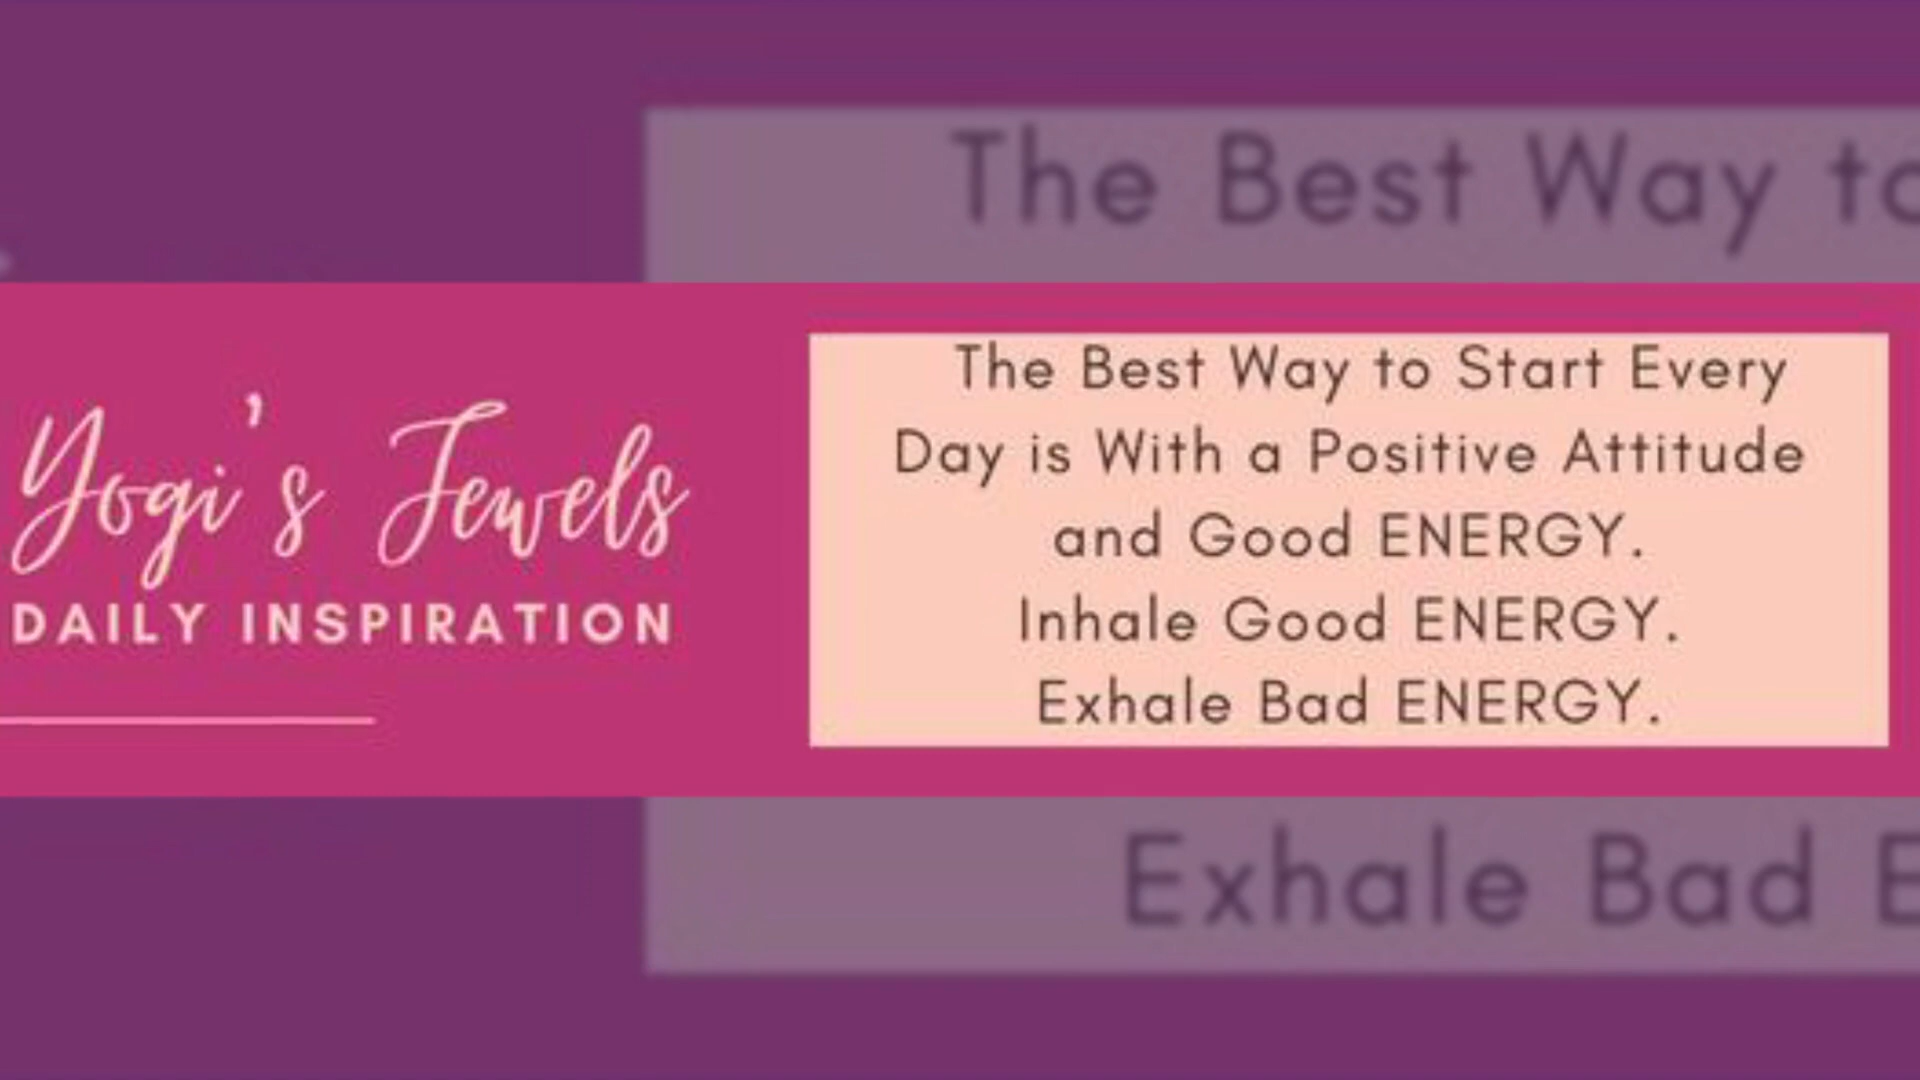 The Best Way to
Yogi's Jewels
DAILY INSPIRATION
The Best Way to Start Every
Day is With a Positive Attitude
and Good ENERGY.
Inhale Good ENERGY.
Exhale Bad ENERGY.
Exhale Bad E